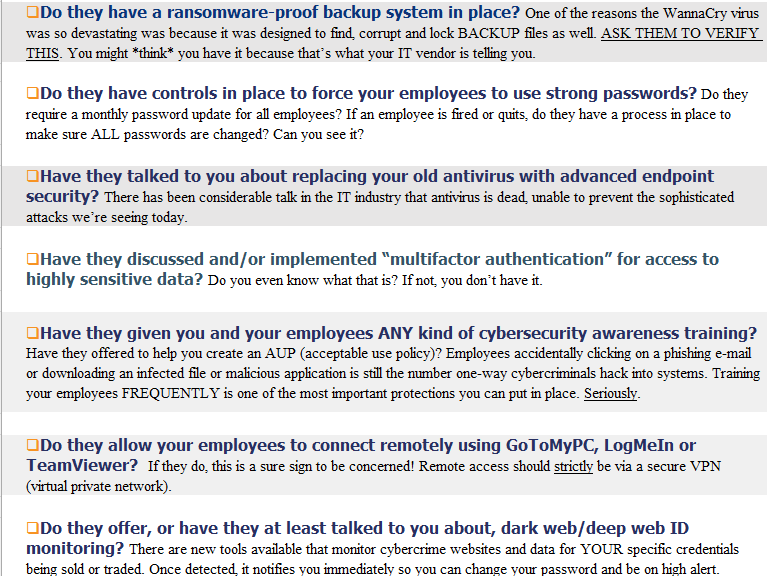 ❑Do they have a ransomware-proof backup system in place? One of the reasons the WannaCry virus
was so devastating was because it was designed to find, corrupt and lock BACKUP files as well. ASK THEM TO VERIFY
THIS. You might *think* you have it because that’s what your IT vendor is telling you.
❑Do they have controls in place to force your employees to use strong passwords? Do they
require a monthly password update for all employees? If an employee is fired or quits, do they have a process in place to
make sure ALL passwords are changed? Can you see it?
❑Have they talked to you about replacing your old antivirus with advanced endpoint
security? There has been considerable talk in the IT industry that antivirus is dead, unable to prevent the sophisticated
attacks we’re seeing today.
❑Have they discussed and/or implemented “multifactor authentication” for access to
highly sensitive data? Do you even know what that is? If not, you don’t have it.
❑Have they given you and your employees ANY kind of cybersecurity awareness training?
Have they offered to help you create an AUP (acceptable use policy)? Employees accidentally clicking on a phishing e-mail
or downloading an infected file or malicious application is still the number one-way cybercriminals hack into systems. Training
your employees FREQUENTLY is one of the most important protections you can put in place. Seriously.
❑Do they allow your employees to connect remotely using GoToMyPC, LogMeIn or
TeamViewer? If they do, this is a sure sign to be concerned! Remote access should strictly be via a secure VPN
(virtual private network).
❑Do they offer, or have they at least talked to you about, dark web/deep web ID
monitoring? There are new tools available that monitor cybercrime websites and data for YOUR specific credentials
being sold or traded. Once detected, it notifies you immediately so you can change your password and be on high alert.